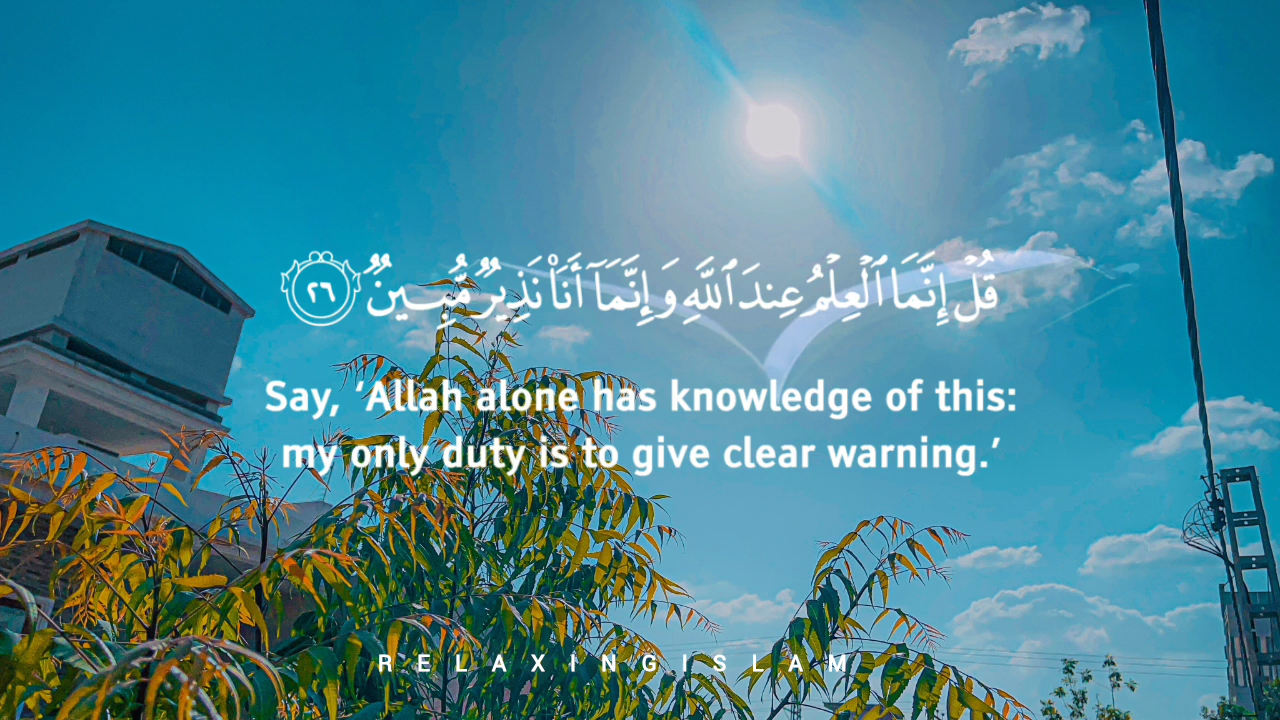 قُلۡ إِنَّمَا ٱلۡعِلۡمُ عِندَ ٱللَّهِ وَإِنَّمَآ أَنَا۠ نَذِيرٞ مُّبِينٞ ٢٦
Say, ‘Allah alone has knowledge of this:
my only duty is to give clear warning.’
RELAXINGISLAM